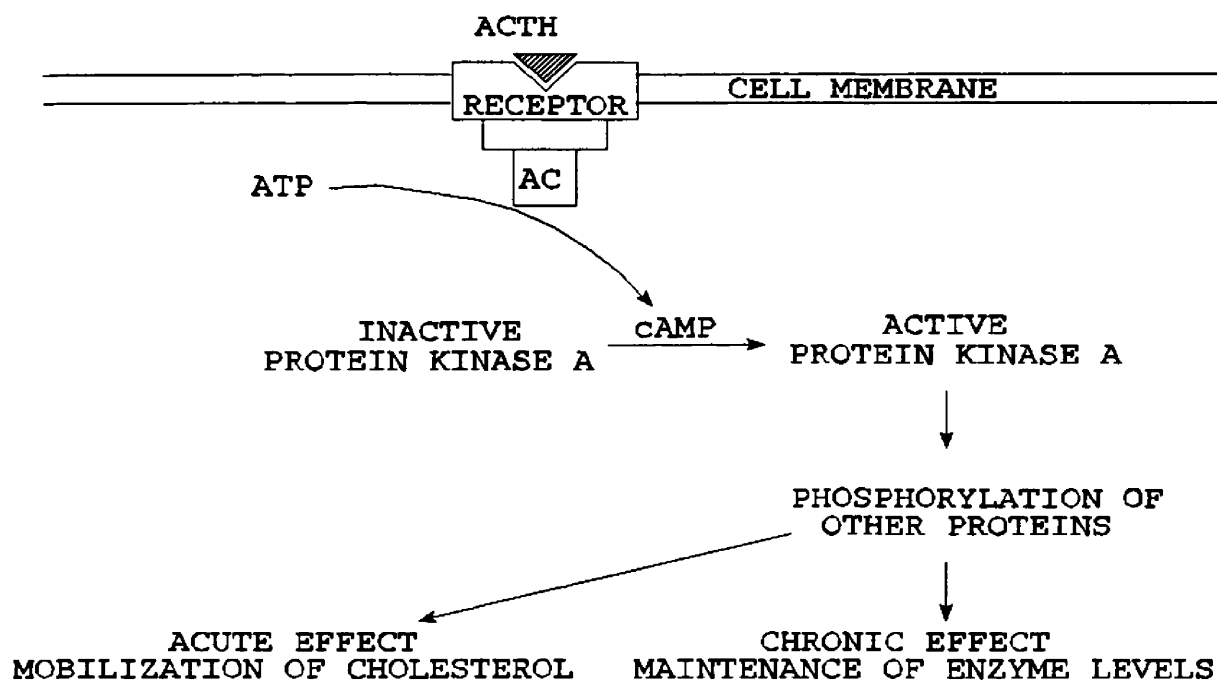 ACTH
CELL MEMBRANE
RECEPTOR
AC
ATP
INACTIVE
PROTEIN KINASE A
cAMP
ACTIVE
PROTEIN KINASE A
PHOSPHORYLATION OF
OTHER PROTEINS
ACUTE EFFECT
MOBILIZATION OF CHOLESTEROL
CHRONIC EFFECT
MAINTENANCE OF ENZYME LEVELS